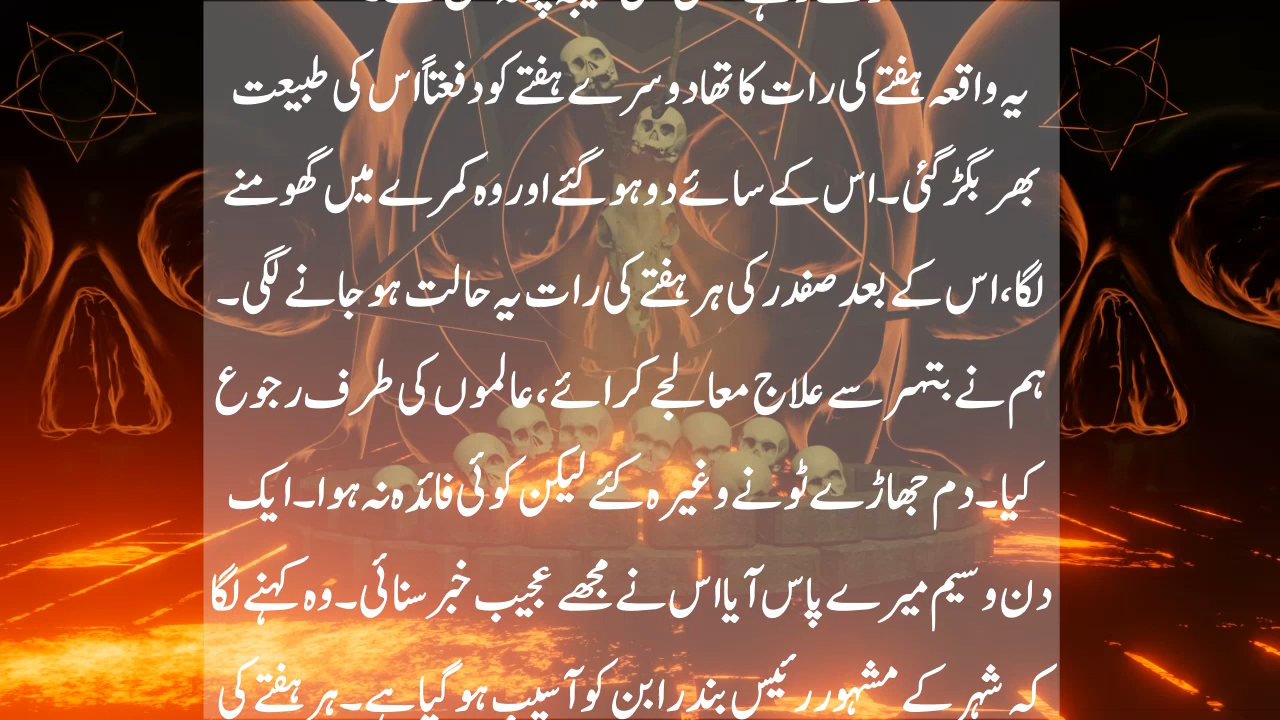 یہ واقعہ ہفتے کی رات کا تھا دوسرے ہفتے کو دفعتاً اس کی طبیعت
بھر بگڑ گئی۔ اس کے سائے دو ہو گئے اور وہ کمرے میں گھومنے
لگا، اس کے بعد صفدر کی ہر ہفتے کی رات یہ حالت ہو جانے لگی۔
ہم نے بتہر سے علاج معالجے کرائے، عالموں کی طرف رجوع
کیا۔ دم جھاڑے ٹونے وغیرہ کئے لیکن کوئی فائدہ نہ ہوا۔ ایک
دن وسیم میرے پاس آیا اس نے مجھے عجیب خبر سنائی۔ وہ کہنے لگا
کہ شہر کے مشہور رئیس بندرابن کو آسیب ہو گیا ہے۔ ہر ہفتے کی